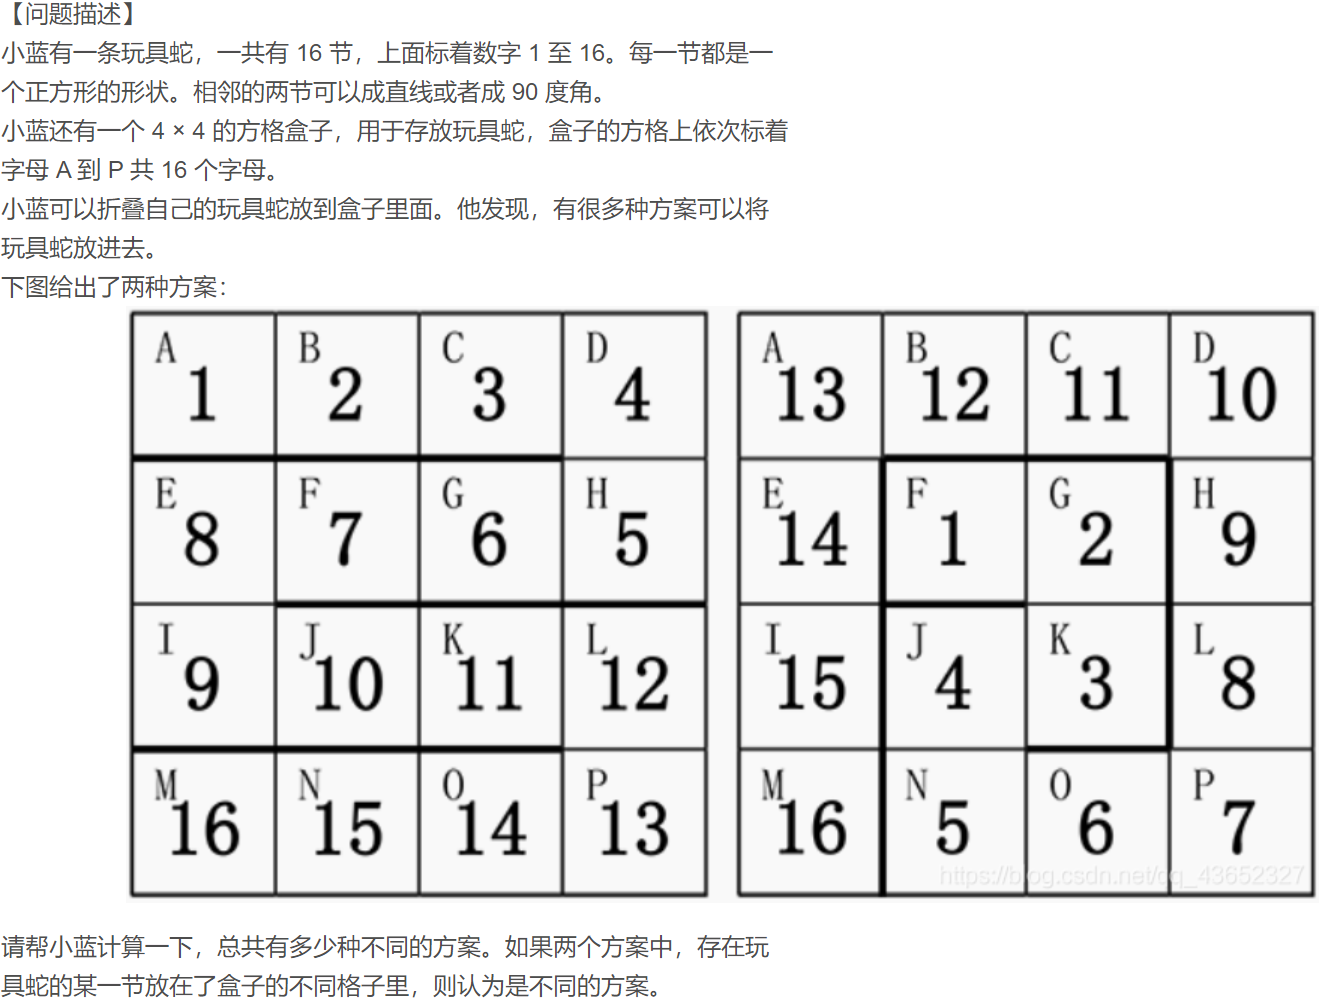 【问题描述】
小蓝有一条玩具蛇，一共有 16 节，上面标着数字 1 至 16。每一节都是一
个正方形的形状。相邻的两节可以成直线或者成 90 度角。
小蓝还有一个 4 × 4 的方格盒子，用于存放玩具蛇，盒子的方格上依次标着
字母 A 到 P 共 16 个字母。
小蓝可以折叠自己的玩具蛇放到盒子里面。他发现，有很多种方案可以将
玩具蛇放进去。
下图给出了两种方案：
A 1 B 2 C 3 D 4
E 8 F 7 G 6 H 5
I 9 J 10 K 11 L 12
M 16 N 15 O 14 P 13
A 13 B 12 C 11 D 10
E 14 F 1 G 2 H 9
I 15 J 4 K 3 L 8
M 16 N 5 O 6 P 7
https://blog.csdn.net/qq_43652327
请帮小蓝计算一下，总共有多少种不同的方案。如果两个方案中，存在玩
具蛇的某一节放在了盒子的不同格子里，则认为是不同的方案。